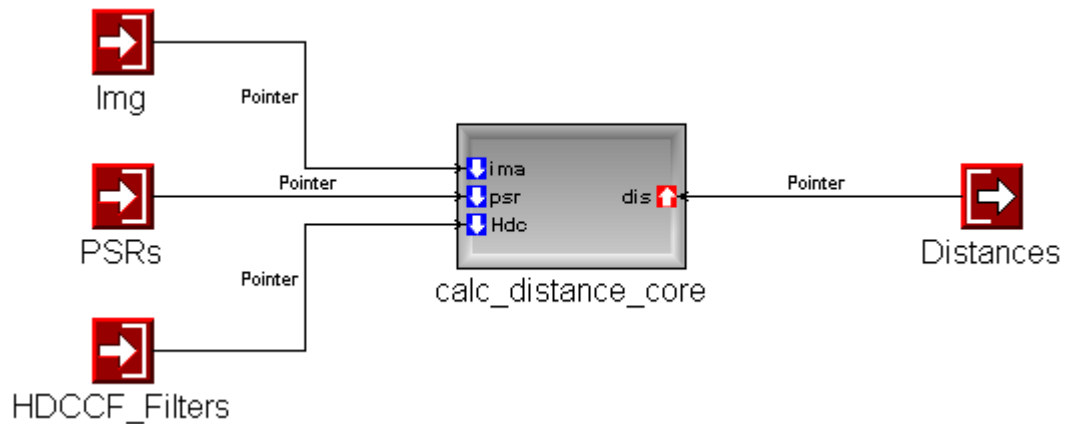 Img
Pointer
ima
PSRs
Pointer
psr
dis
Pointer
Distances
Hdc
Pointer
calc_distance_core
HDCCF_Filters